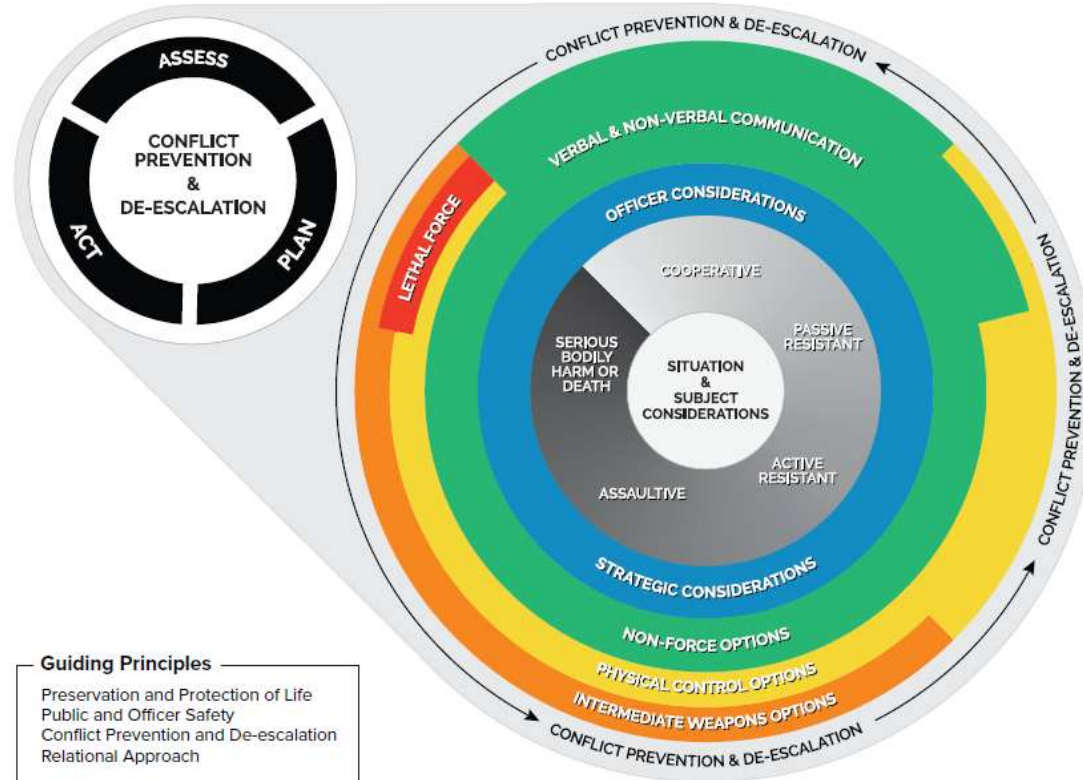 ASSESS
CONFLICT
PREVENTION
&
DE-ESCALATION
ACT
PLAN
CONFLICT PREVENTION & DE-ESCALATION
VERBAL & NON-VERBAL COMMUNICATION
OFFICER CONSIDERATIONS
LETHAL FORCE
COOPERATIVE
PASSIVE
RESISTANT
SERIOUS
BODILY
HARM OR
DEATH
SITUATION
&
SUBJECT
CONSIDERATIONS
CONFLICT PREVENTION & DE-ESCALATION
ACTIVE
RESISTANT
ASSAULTIVE
STRATEGIC CONSIDERATIONS
NON-FORCE OPTIONS
PHYSICAL CONTROL OPTIONS
INTERMEDIATE WEAPONS OPTIONS
CONFLICT PREVENTION & DE-ESCALATION
Guiding Principles
Preservation and Protection of Life
Public and Officer Safety
Conflict Prevention and De-escalation
Relational Approach